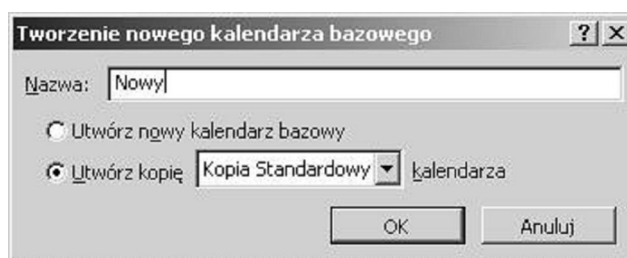 Tworzenie nowego kalendarza bazowego
Nazwa: Nowy
Utwórz nowy kalendarz bazowy
Utwórz kopię Kopia Standardowy kalendarza
OK Anuluj